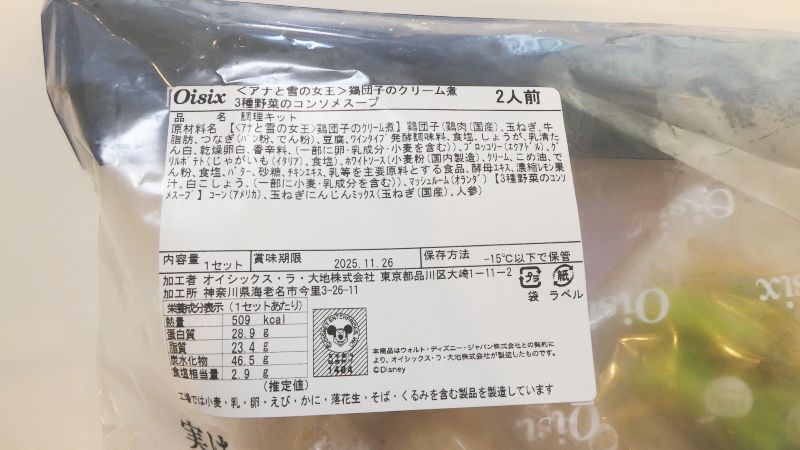 Oisix <アナと雪の女王>鶏団子のクリーム煮 2人前
3種野菜のコンソメスープ
品 名 調理キット
原材料名 【<アナと雪の女王>鶏団子のクリーム煮】鶏団子(鶏肉(国産)、玉ねぎ、牛
脂肪、つなぎ(パン粉、でん粉)、豆腐、ワインタイプ発酵調味料、食塩、しょうが、乳清たん
白、乾燥卵白、香辛料、(一部に卵・乳成分・小麦を含む))、ブロッコリー(エクアドル)、グ
リルポテト(じゃがいも(イタリア)、食塩)、ホワイトソース(小麦粉(国内製造)、クリーム、こめ油、で
ん粉、食塩、バター、砂糖、チキンエキス、乳等を主要原料とする食品、酵母エキス、濃縮レモン果
汁、白こしょう、(一部に小麦・乳成分を含む))、マッシュルーム(オランダ)【3種野菜のコンソ
メスープ】コーン(アメリカ)、玉ねぎにんじんミックス(玉ねぎ(国産)、人参)
内容量 1セット 賞味期限 2025.11.26 保存方法 -15℃以下で保管
加工者 オイシックス・ラ・大地株式会社 東京都品川区大崎1-11-2
加工所 神奈川県海老名市今里3-26-11
プラ 紙
袋 ラベル
栄養成分表示(1セットあたり)
熱量 509 kcal
蛋白質 28.9 g
脂質 23.4 g
炭水化物 46.5 g
食塩相当量 2.9 g
(推定値)
1484
本商品はウォルト・ディズニー・ジャパン株式会社との契約に
より、オイシックス・ラ・大地株式会社が製造したものです。
©Disney
工場では小麦・乳・卵・えび・かに・落花生・そば・くるみを含む製品を製造しています
Oisix
Oisix
Oisix
実は